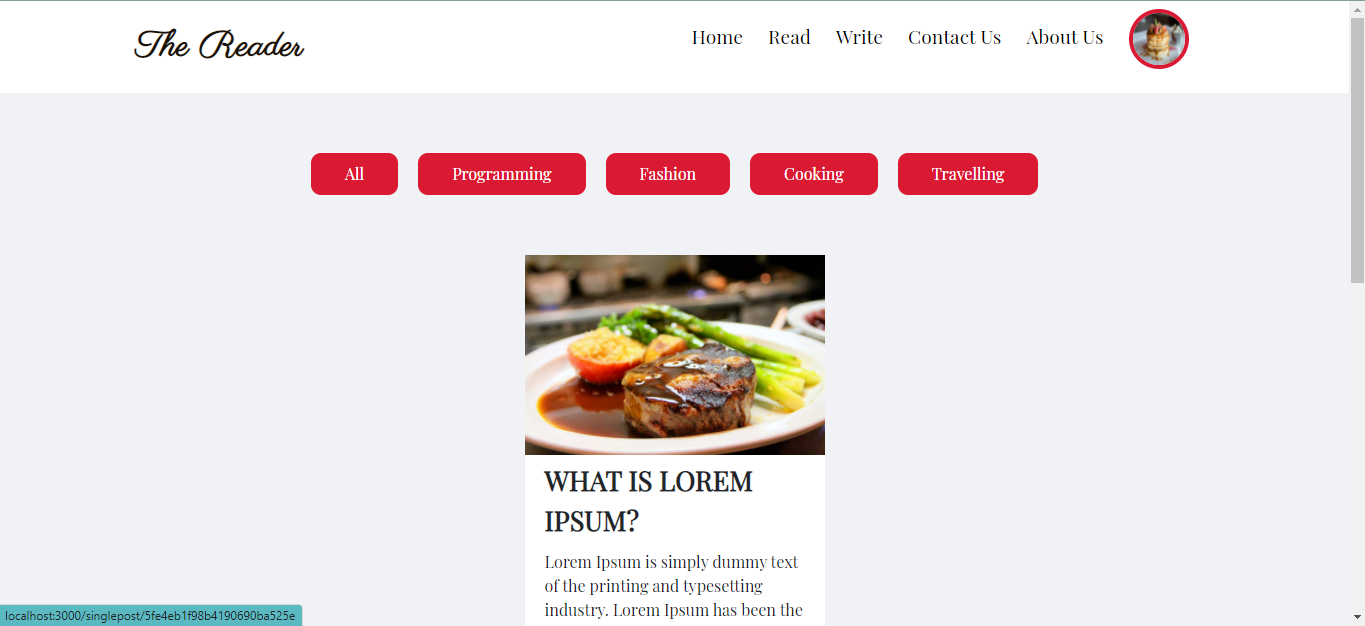 The Reader
Home Read Write Contact Us About Us
All Programming Fashion Cooking Travelling
WHAT IS LOREM
IPSUM?
Lorem Ipsum is simply dummy text
of the printing and typesetting
industry. Lorem Ipsum has been the
localhost:3000/singlepost/5fe4eb1f98b4190690ba525e